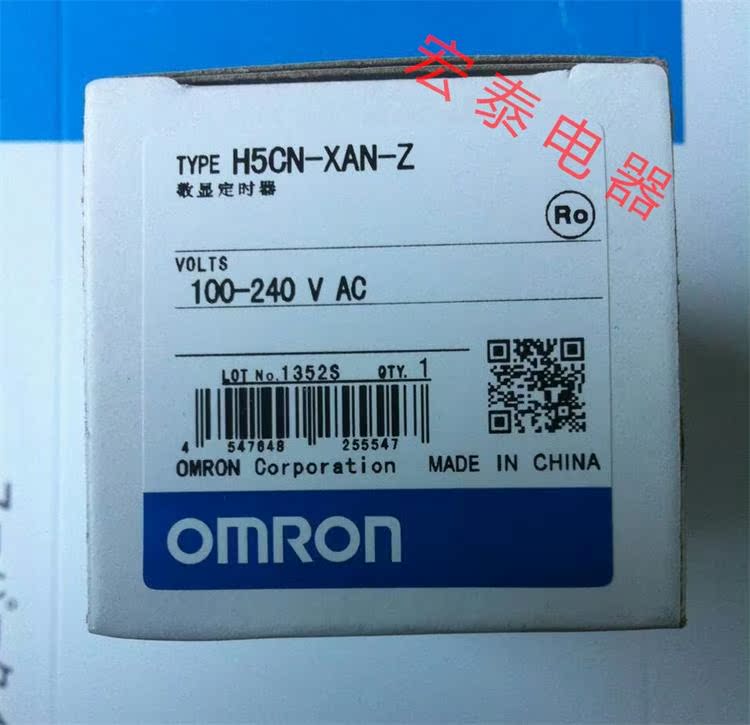 宏泰电器
TYPE H5CN-XAN-Z
数显定时器
Ro
VOLTS
100-240 V AC
LOT No.1352S QTY. 1
4 547648 255547
OMRON Corporation MADE IN CHINA
OMRON